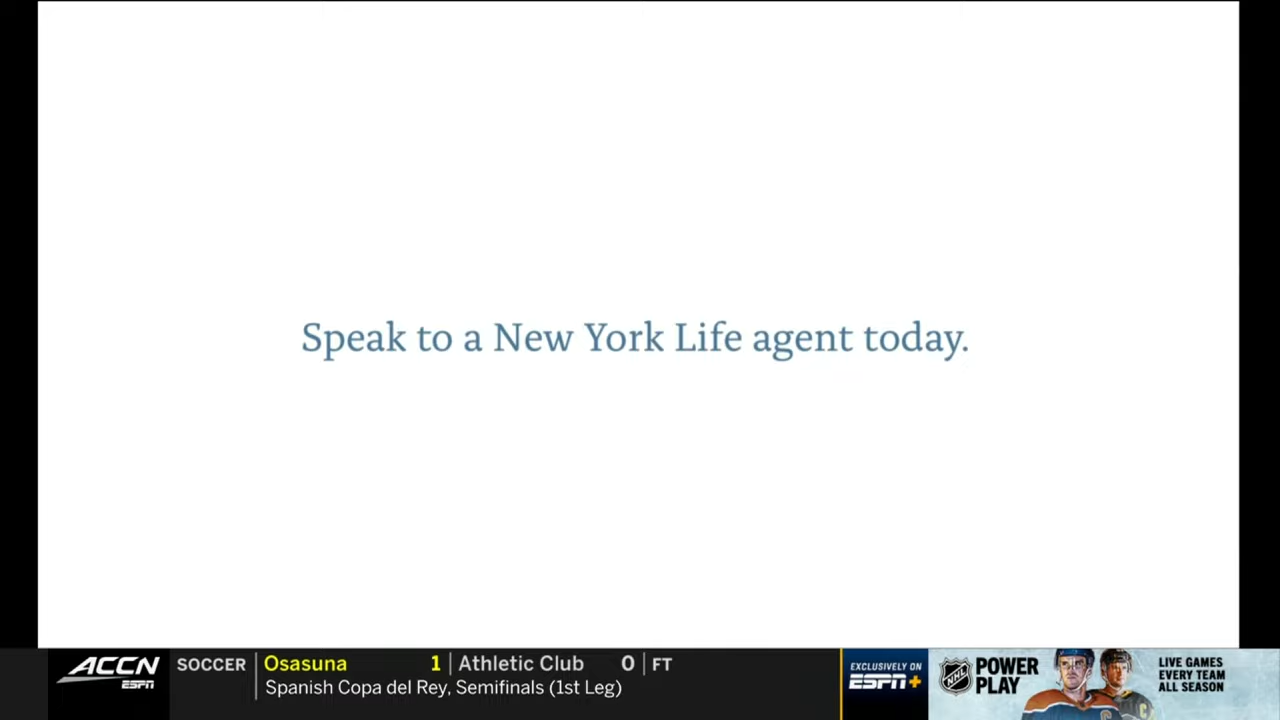 Speak to a New York Life agent today.
ACCN
ESPN
SOCCER
Osasuna 1 Athletic Club 0 FT
Spanish Copa del Rey, Semifinals (1st Leg)
EXCLUSIVELY ON
ESPN+
NHL
POWER
PLAY
LIVE GAMES
EVERY TEAM
ALL SEASON